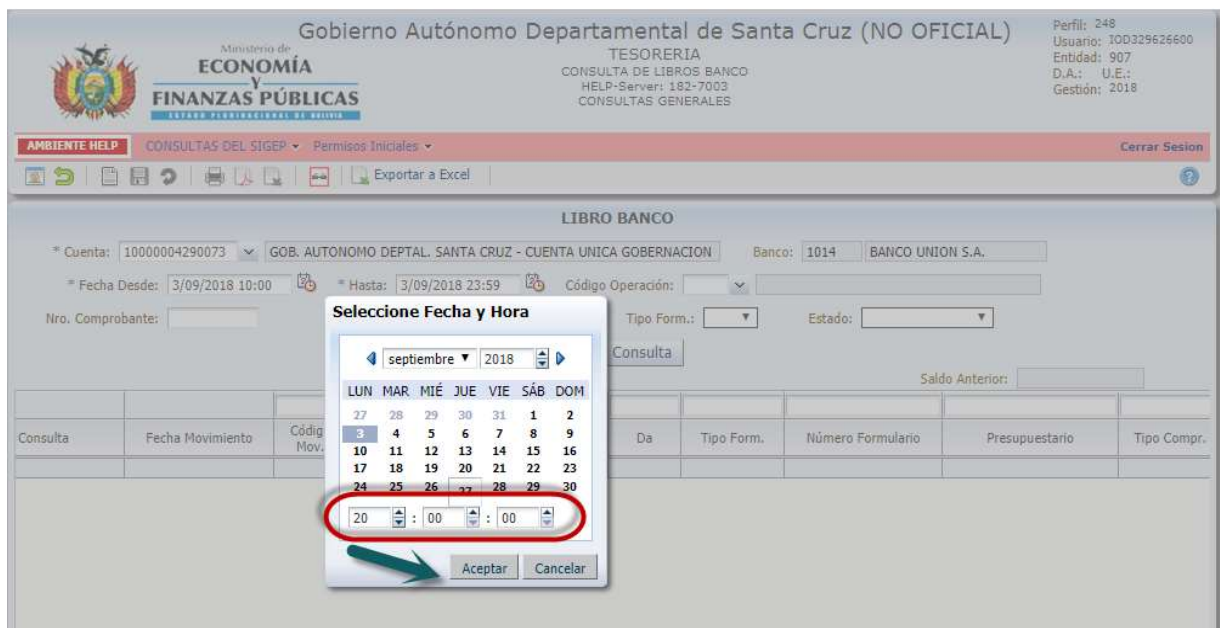 Gobierno Autónomo Departamental de Santa Cruz (NO OFICIAL)
Ministerio de
ECONOMÍA
Y
FINANZAS PÚBLICAS
ESTADO PLURINACIONAL DE BOLIVIA
TESORERIA
CONSULTA DE LIBROS BANCO
HELP-Server: 182-7003
CONSULTAS GENERALES
Perfil: 248
Usuario: IOD329626600
Entidad: 907
D.A.: U.E.:
Gestión: 2018
AMBIENTE HELP CONSULTAS DEL SIGEP Permisos Iniciales Cerrar Sesion
Exportar a Excel
LIBRO BANCO
* Cuenta: 10000004290073 GOB. AUTONOMO DEPTAL. SANTA CRUZ - CUENTA UNICA GOBERNACION Banco: 1014 BANCO UNION S.A.
* Fecha Desde: 3/09/2018 10:00 * Hasta: 3/09/2018 23:59 Código Operación:
Nro. Comprobante: Tipo Form.: Estado:
Consulta
Saldo Anterior:
Consulta Fecha Movimiento Códig Mov. Da Tipo Form. Número Formulario Presupuestario Tipo Compr.
Seleccione Fecha y Hora
septiembre 2018
LUN MAR MIÉ JUE VIE SÁB DOM
27 28 29 30 31 1 2
3 4 5 6 7 8 9
10 11 12 13 14 15 16
17 18 19 20 21 22 23
24 25 26 27 28 29 30
20 : 00 : 00
Aceptar Cancelar